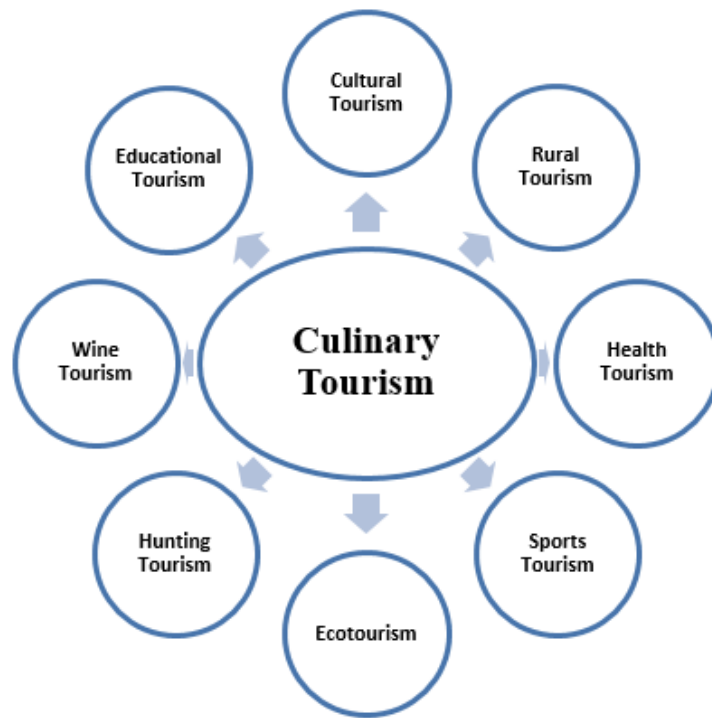 Cultural
Tourism
Educational
Tourism
Rural
Tourism
Wine
Tourism
Culinary
Tourism
Health
Tourism
Hunting
Tourism
Sports
Tourism
Ecotourism